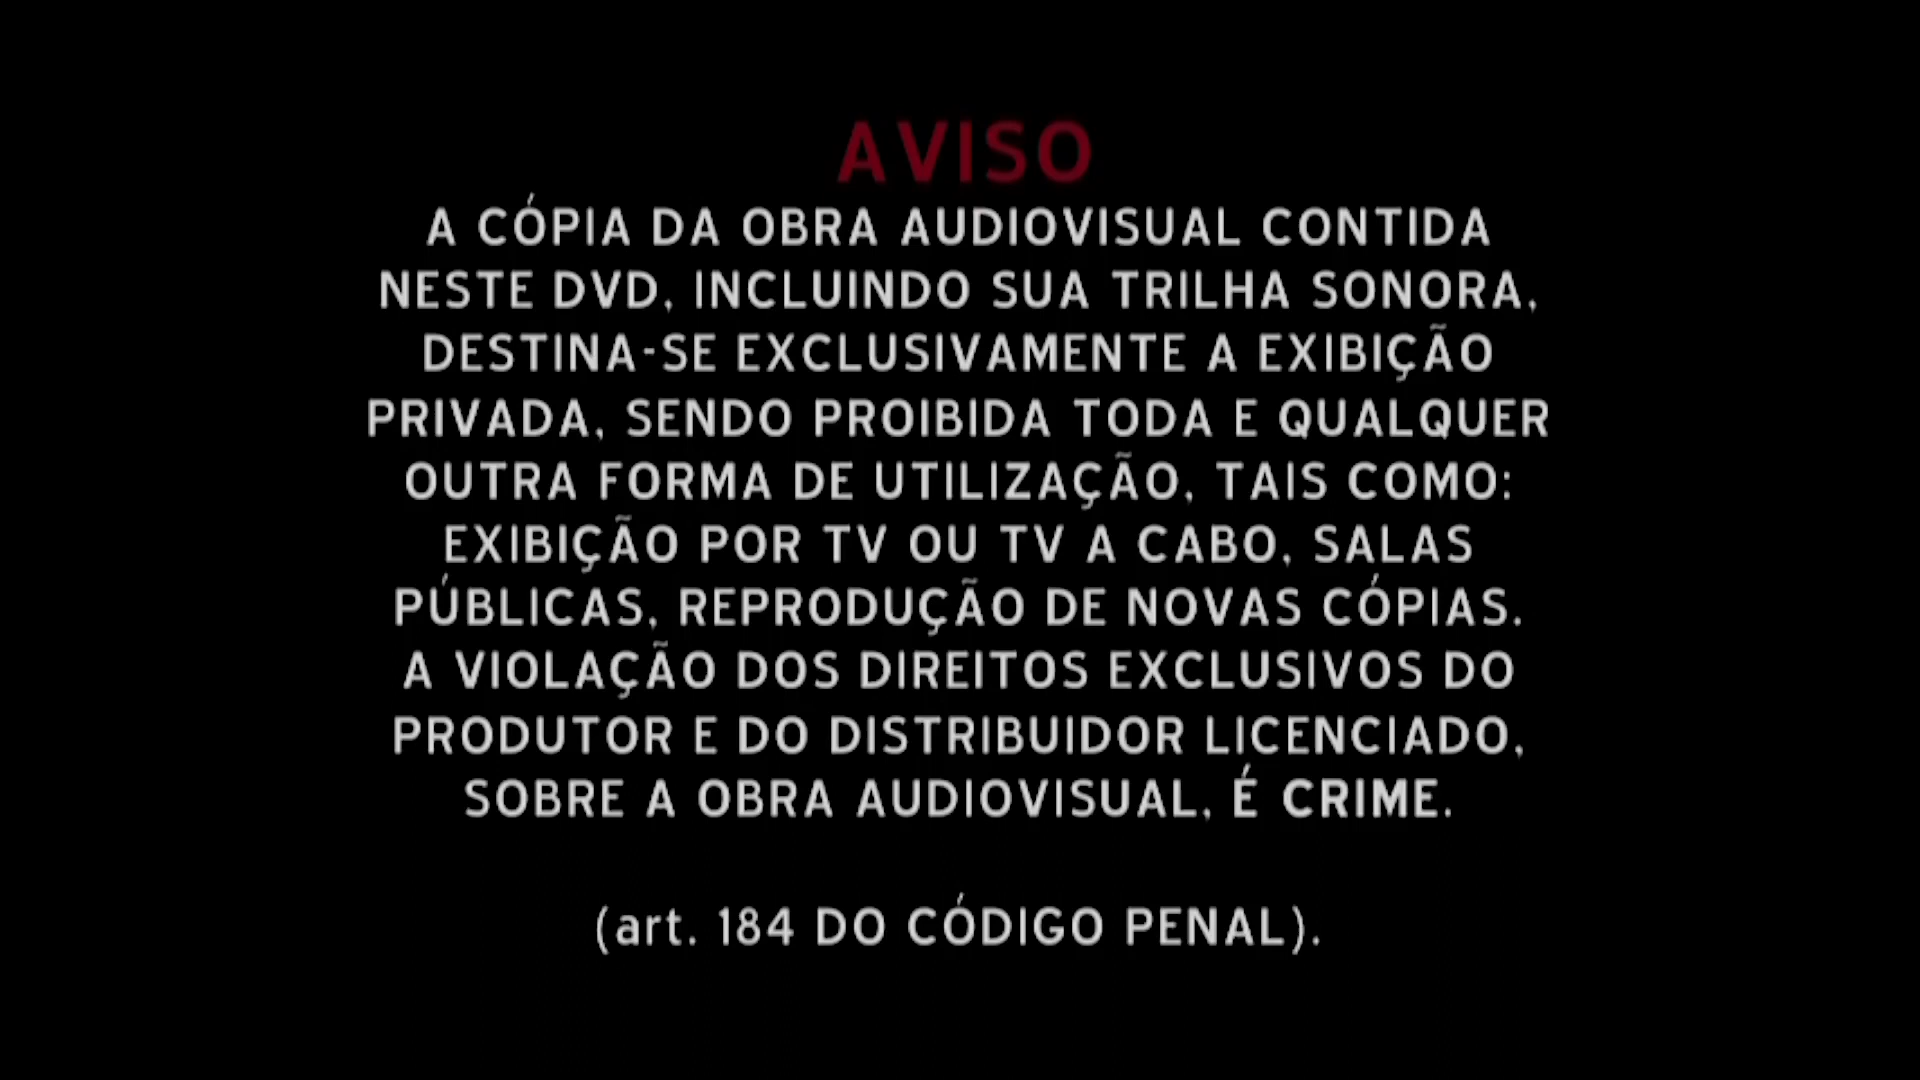 AVISO
A CÓPIA DA OBRA AUDIOVISUAL CONTIDA
NESTE DVD, INCLUINDO SUA TRILHA SONORA,
DESTINA-SE EXCLUSIVAMENTE A EXIBIÇÃO
PRIVADA, SENDO PROIBIDA TODA E QUALQUER
OUTRA FORMA DE UTILIZAÇÃO, TAIS COMO:
EXIBIÇÃO POR TV OU TV A CABO, SALAS
PÚBLICAS, REPRODUÇÃO DE NOVAS CÓPIAS.
A VIOLAÇÃO DOS DIREITOS EXCLUSIVOS DO
PRODUTOR E DO DISTRIBUIDOR LICENCIADO,
SOBRE A OBRA AUDIOVISUAL, É CRIME.
(art. 184 DO CÓDIGO PENAL).